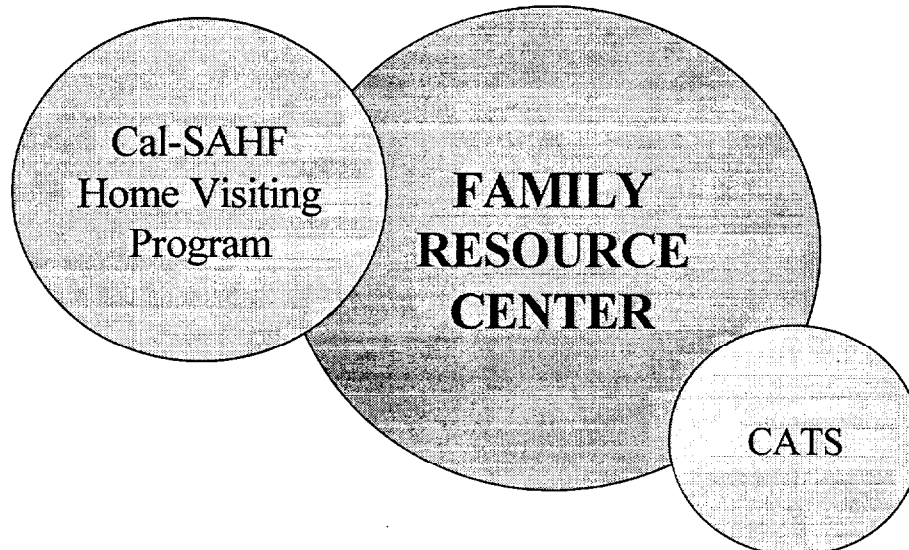 Cal-SAHF
Home Visiting
Program
FAMILY
RESOURCE
CENTER
CATS